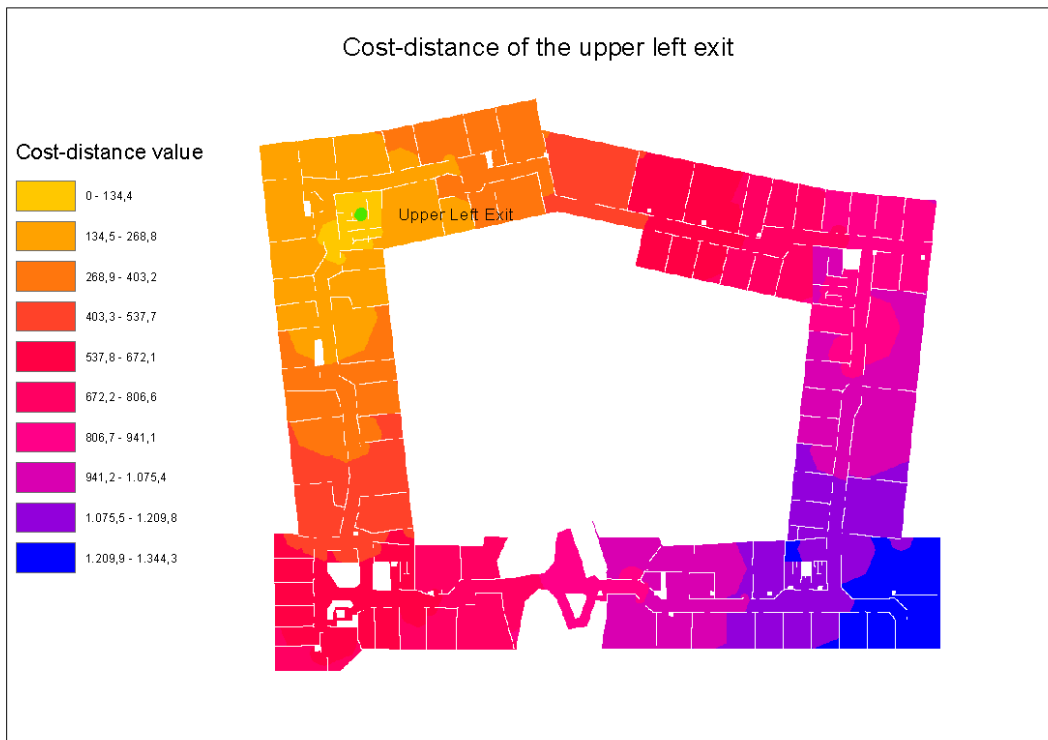 Cost-distance of the upper left exit
Cost-distance value
0 - 134,4
134,5 - 268,8
268,9 - 403,2
403,3 - 537,7
537,8 - 672,1
672,2 - 806,6
806,7 - 941,1
941,2 - 1.075,4
1.075,5 - 1.209,8
1.209,9 - 1.344,3
Upper Left Exit